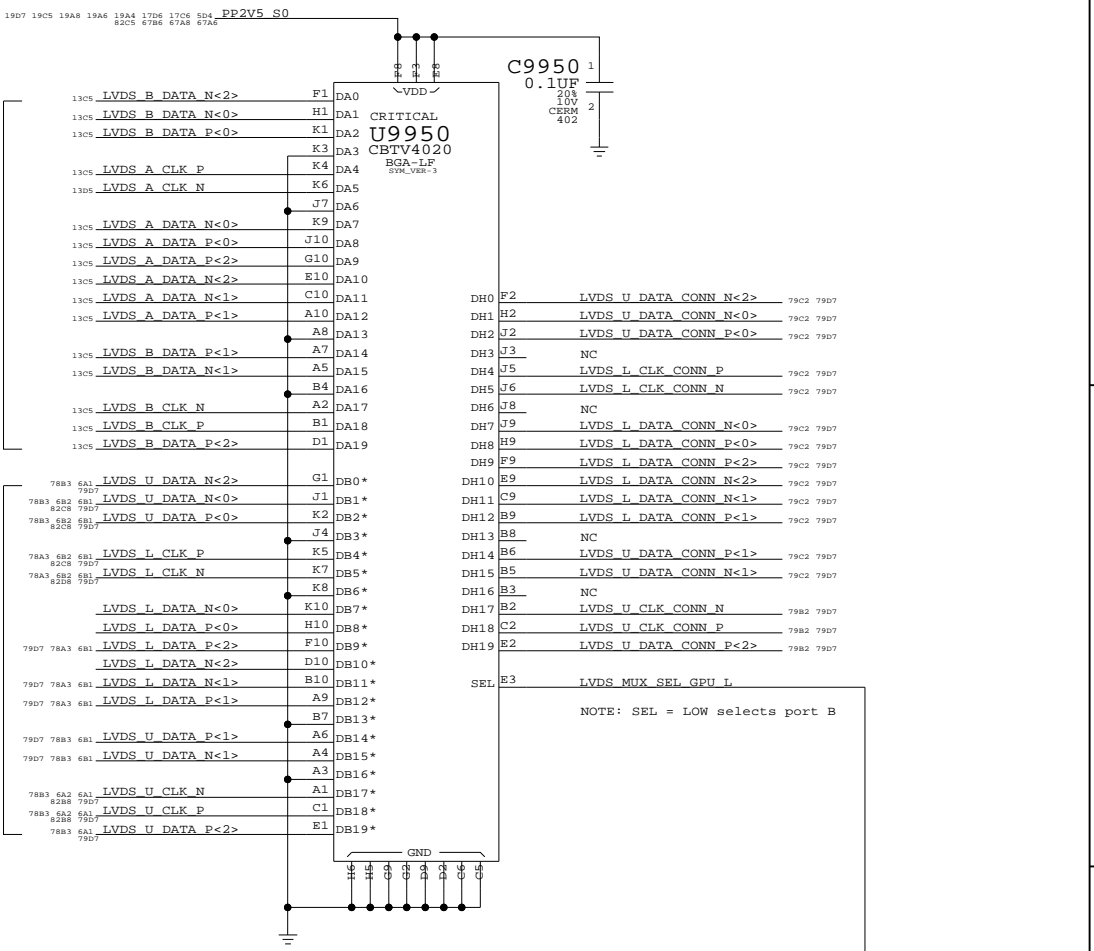 19D7 19C5 19A8 19A6 19A4 17D6 17C6 5D4 PP2V5 S0
82C5 67B6 67A8 67A6
F8 F3 E8
VDD
C9950 1
0.1UF
20%
10V
CERM
402
2
CRITICAL
U9950
CBTV4020
BGA-LF
SYM_VER-3
13C5 LVDS_B_DATA_N<2> F1 DA0
13C5 LVDS_B_DATA_N<0> H1 DA1
13C5 LVDS_B_DATA_P<0> K1 DA2
K3 DA3
13C5 LVDS_A_CLK_P K4 DA4
13D5 LVDS_A_CLK_N K6 DA5
J7 DA6
13C5 LVDS_A_DATA_N<0> K9 DA7
13C5 LVDS_A_DATA_P<0> J10 DA8
13C5 LVDS_A_DATA_P<2> G10 DA9
13C5 LVDS_A_DATA_N<2> E10 DA10
13C5 LVDS_A_DATA_N<1> C10 DA11
13C5 LVDS_A_DATA_P<1> A10 DA12
A8 DA13
13C5 LVDS_B_DATA_P<1> A7 DA14
13C5 LVDS_B_DATA_N<1> A5 DA15
B4 DA16
13C5 LVDS_B_CLK_N A2 DA17
13C5 LVDS_B_CLK_P B1 DA18
13C5 LVDS_B_DATA_P<2> D1 DA19
78B3 6A1 LVDS_U_DATA_N<2> G1 DB0*
79D7
78B3 6B2 6B1 LVDS_U_DATA_N<0> J1 DB1*
82C8 79D7
78B3 6B2 6B1 LVDS_U_DATA_P<0> K2 DB2*
82C8 79D7
J4 DB3*
78A3 6B2 6B1 LVDS_L_CLK_P K5 DB4*
82C8 79D7
78A3 6B2 6B1 LVDS_L_CLK_N K7 DB5*
82D8 79D7
K8 DB6*
LVDS_L_DATA_N<0> K10 DB7*
LVDS_L_DATA_P<0> H10 DB8*
79D7 78A3 6B1 LVDS_L_DATA_P<2> F10 DB9*
LVDS_L_DATA_N<2> D10 DB10*
79D7 78A3 6B1 LVDS_L_DATA_N<1> B10 DB11*
79D7 78A3 6B1 LVDS_L_DATA_P<1> A9 DB12*
B7 DB13*
79D7 78B3 6B1 LVDS_U_DATA_P<1> A6 DB14*
79D7 78B3 6B1 LVDS_U_DATA_N<1> A4 DB15*
A3 DB16*
78B3 6A2 6A1 LVDS_U_CLK_N A1 DB17*
82B8 79D7
78B3 6A2 6A1 LVDS_U_CLK_P C1 DB18*
82B8 79D7
78B3 6A1 LVDS_U_DATA_P<2> E1 DB19*
79D7
DH0 F2 LVDS_U_DATA_CONN_N<2> 79C2 79D7
DH1 H2 LVDS_U_DATA_CONN_N<0> 79C2 79D7
DH2 J2 LVDS_U_DATA_CONN_P<0> 79C2 79D7
DH3 J3 NC
DH4 J5 LVDS_L_CLK_CONN_P 79C2 79D7
DH5 J6 LVDS_L_CLK_CONN_N 79C2 79D7
DH6 J8 NC
DH7 J9 LVDS_L_DATA_CONN_N<0> 79C2 79D7
DH8 H9 LVDS_L_DATA_CONN_P<0> 79C2 79D7
DH9 F9 LVDS_L_DATA_CONN_P<2> 79C2 79D7
DH10 E9 LVDS_L_DATA_CONN_N<2> 79C2 79D7
DH11 C9 LVDS_L_DATA_CONN_N<1> 79C2 79D7
DH12 B9 LVDS_L_DATA_CONN_P<1> 79C2 79D7
DH13 B8 NC
DH14 B6 LVDS_U_DATA_CONN_P<1> 79C2 79D7
DH15 B5 LVDS_U_DATA_CONN_N<1> 79C2 79D7
DH16 B3 NC
DH17 B2 LVDS_U_CLK_CONN_N 79B2 79D7
DH18 C2 LVDS_U_CLK_CONN_P 79B2 79D7
DH19 E2 LVDS_U_DATA_CONN_P<2> 79B2 79D7
SEL E3 LVDS_MUX_SEL_GPU_L
NOTE: SEL = LOW selects port B
GND
H6 H5 G9 G2 D9 D2 C6 C5